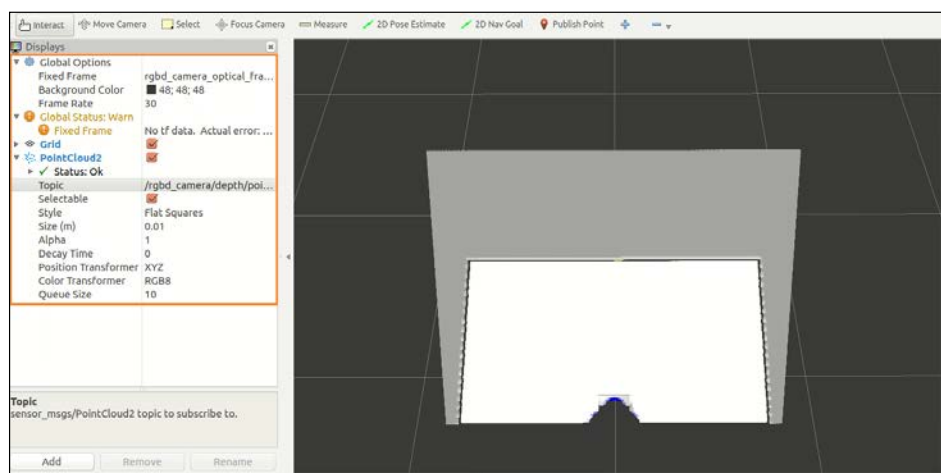 Interact Move Camera Select Focus Camera Measure 2D Pose Estimate 2D Nav Goal Publish Point
Displays
Global Options
Fixed Frame rgbd_camera_optical_fra...
Background Color 48; 48; 48
Frame Rate 30
Global Status: Warn
Fixed Frame No tf data. Actual error: ...
Grid
PointCloud2
Status: Ok
Topic /rgbd_camera/depth/poi...
Selectable
Style Flat Squares
Size (m) 0.01
Alpha 1
Decay Time 0
Position Transformer XYZ
Color Transformer RGB8
Queue Size 10
Topic
sensor_msgs/PointCloud2 topic to subscribe to.
Add Remove Rename